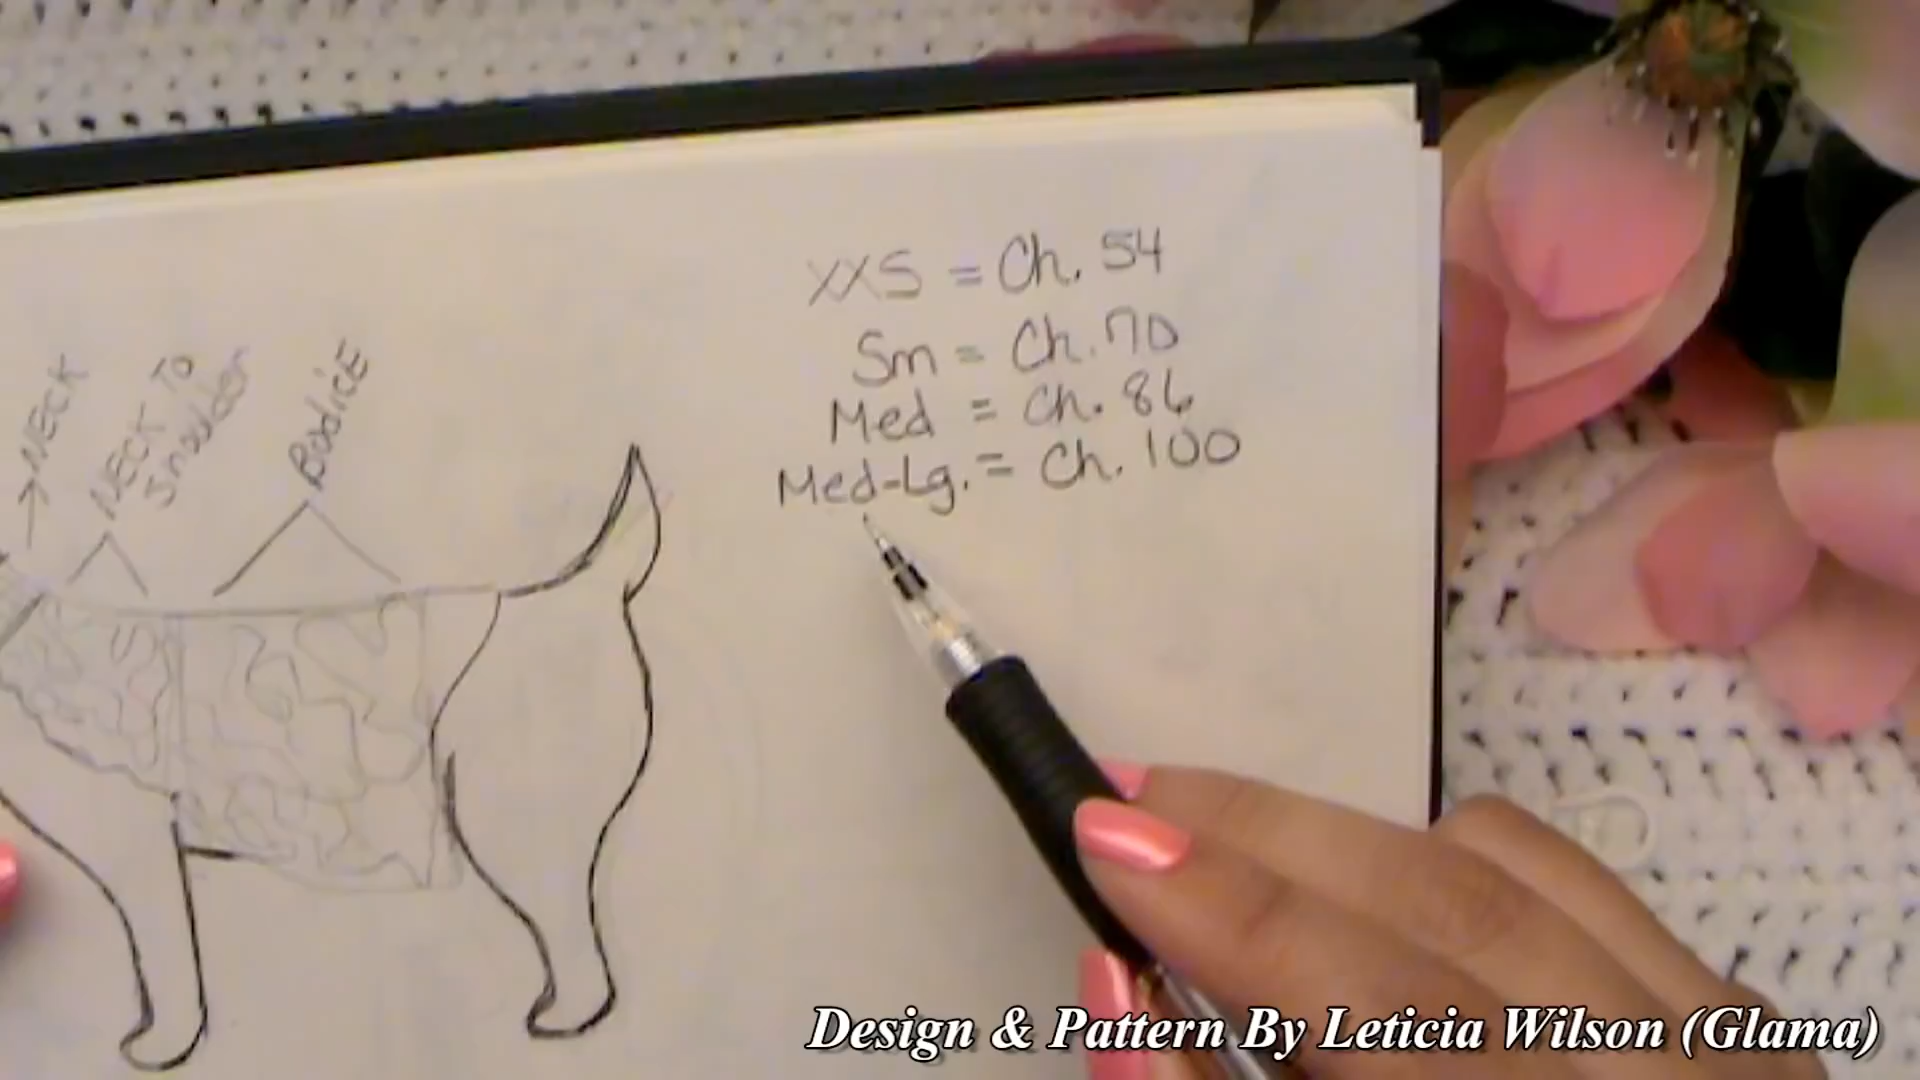 XXS = Ch. 54
Sm = Ch. 70
Med = Ch. 86
Med-Lg. = Ch. 100
→ NECK
NECK TO
Shoulder
BodicE
Design & Pattern By Leticia Wilson (Glama)